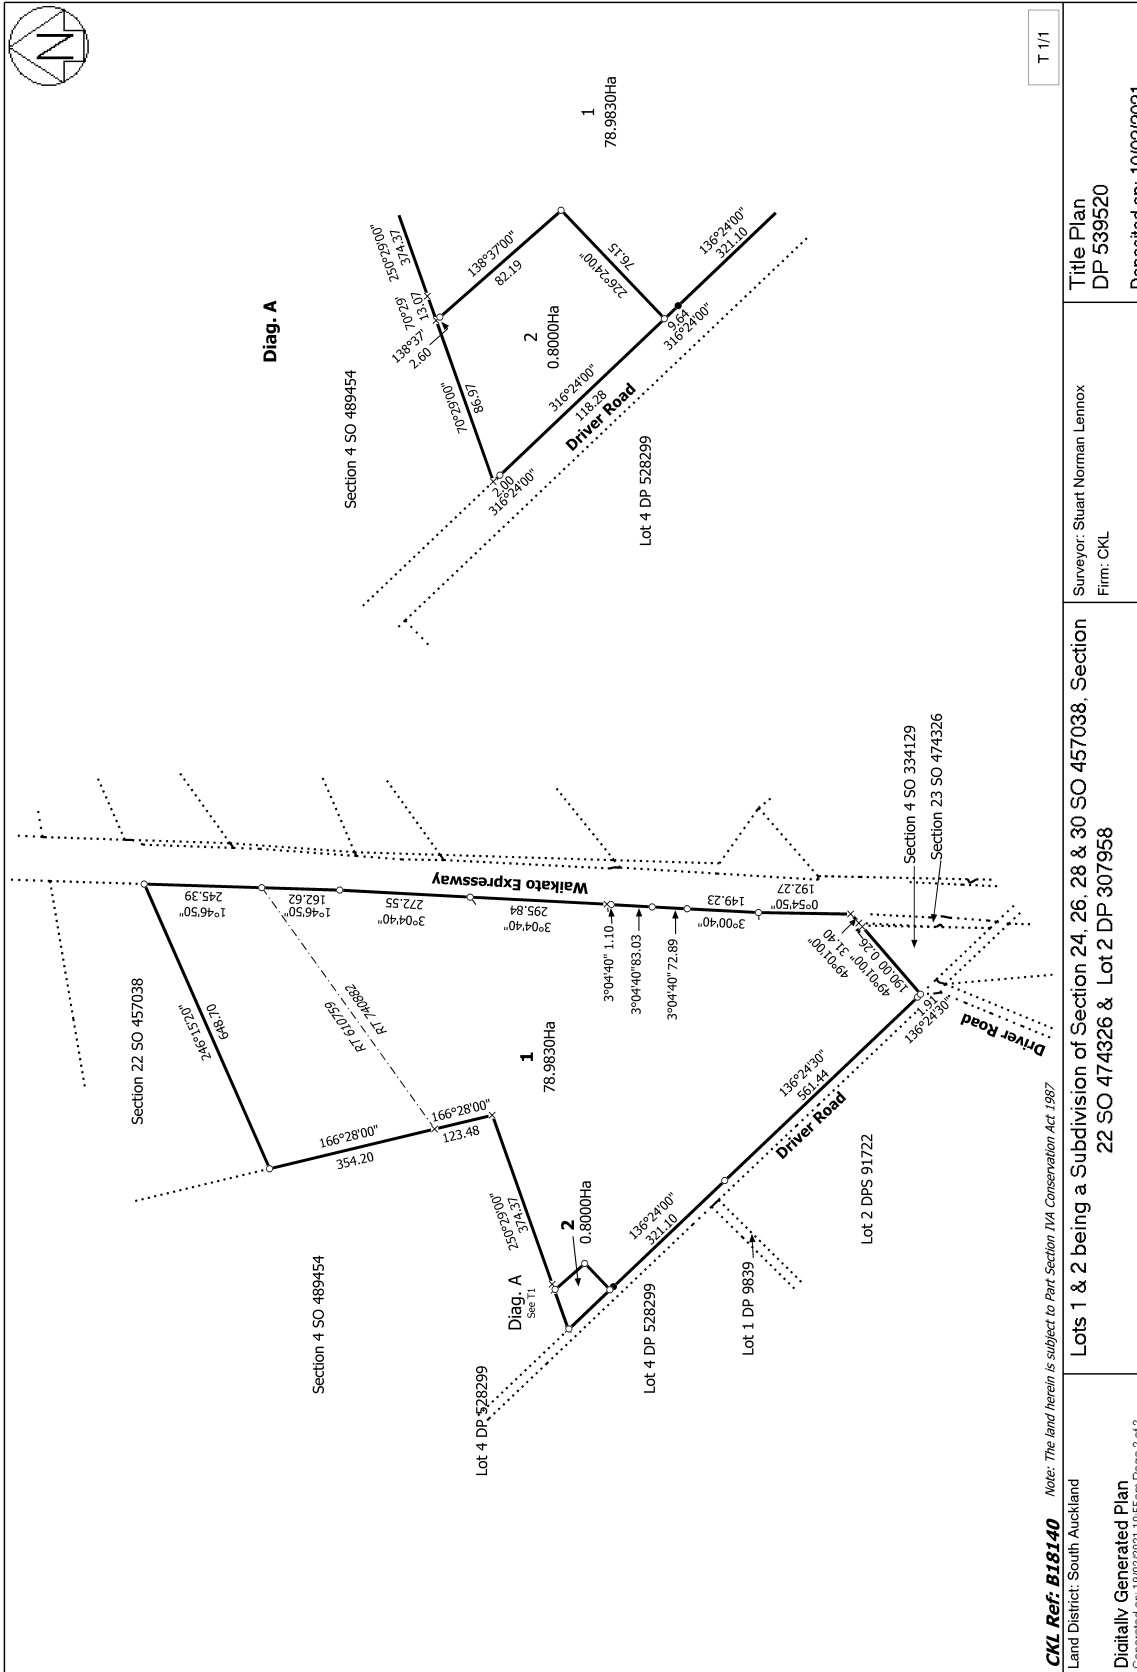 N
T 1/1
Diag. A
Section 4 SO 489454
250°29'00"
374.37
70°29'
13.07
138°37'
2.60
70°29'00"
86.97
138°37'00"
82.19
1
78.9830Ha
2
0.8000Ha
226°24'00"
76.15
316°24'00"
118.28
Driver Road
2.00
316°24'00"
9.64
316°24'00"
136°24'00"
321.10
Lot 4 DP 528299
Section 22 SO 457038
246°15'20"
648.70
1°46'50"
245.39
1°46'50"
162.62
3°04'40"
272.55
Waikato Expressway
3°04'40"
295.84
3°04'40" 1.10
3°04'40"83.03
3°04'40"72.89
3°00'40"
149.23
0°54'50"
192.27
49°01'00"
31.40
49°01'00" 0.26
190.00
1.91
136°24'30"
Section 4 SO 334129
Section 23 SO 474326
RT 610759
RT 740882
1
78.9830Ha
166°28'00"
354.20
166°28'00"
123.48
250°29'00"
374.37
Section 4 SO 489454
Diag. A
See T1
2
0.8000Ha
136°24'00"
321.10
136°24'30"
561.44
Driver Road
Driver Road
Lot 4 DP 528299
Lot 4 DP 528299
Lot 1 DP 9839
Lot 2 DPS 91722
CKL Ref: B18140 Note: The land herein is subject to Part Section IVA Conservation Act 1987
Land District: South Auckland
Digitally Generated Plan
Lots 1 & 2 being a Subdivision of Section 24, 26, 28 & 30 SO 457038, Section
22 SO 474326 & Lot 2 DP 307958
Surveyor: Stuart Norman Lennox
Firm: CKL
Title Plan
DP 539520
Deposited on: 10/02/2021